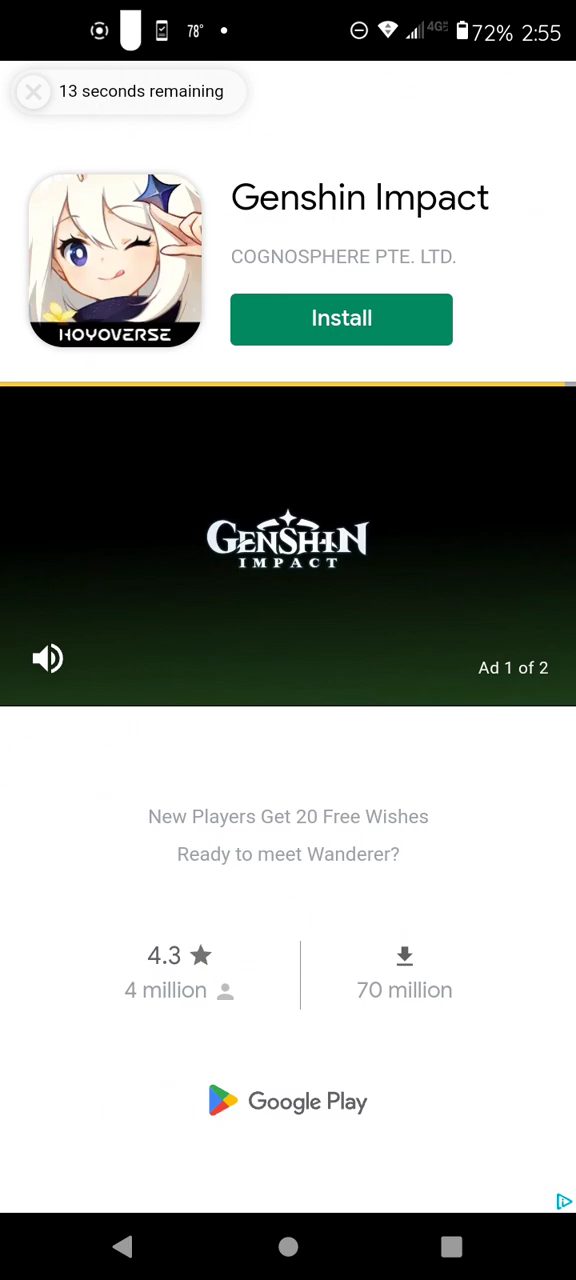 78°
4G
72% 2:55
13 seconds remaining
Genshin Impact
COGNOSPHERE PTE. LTD.
Install
HOYOVERSE
GENSHIN
IMPACT
Ad 1 of 2
New Players Get 20 Free Wishes
Ready to meet Wanderer?
4.3
4 million
70 million
Google Play